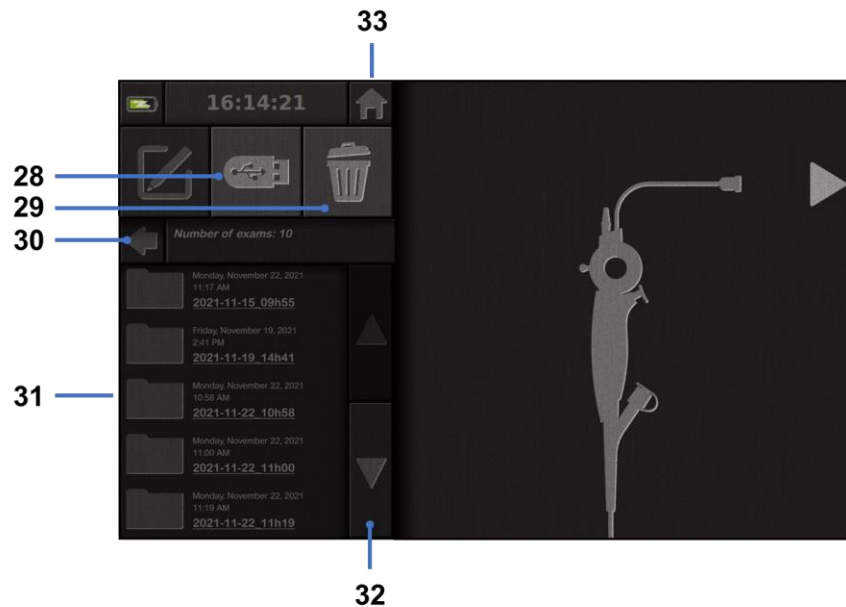 33
16:14:21
28
29
30
Number of exams: 10
Monday, November 22, 2021
11:17 AM
2021-11-15_09h55
Friday, November 19, 2021
2:41 PM
2021-11-19_14h41
31
Monday, November 22, 2021
10:58 AM
2021-11-22_10h58
Monday, November 22, 2021
11:00 AM
2021-11-22_11h00
Monday, November 22, 2021
11:19 AM
2021-11-22_11h19
32